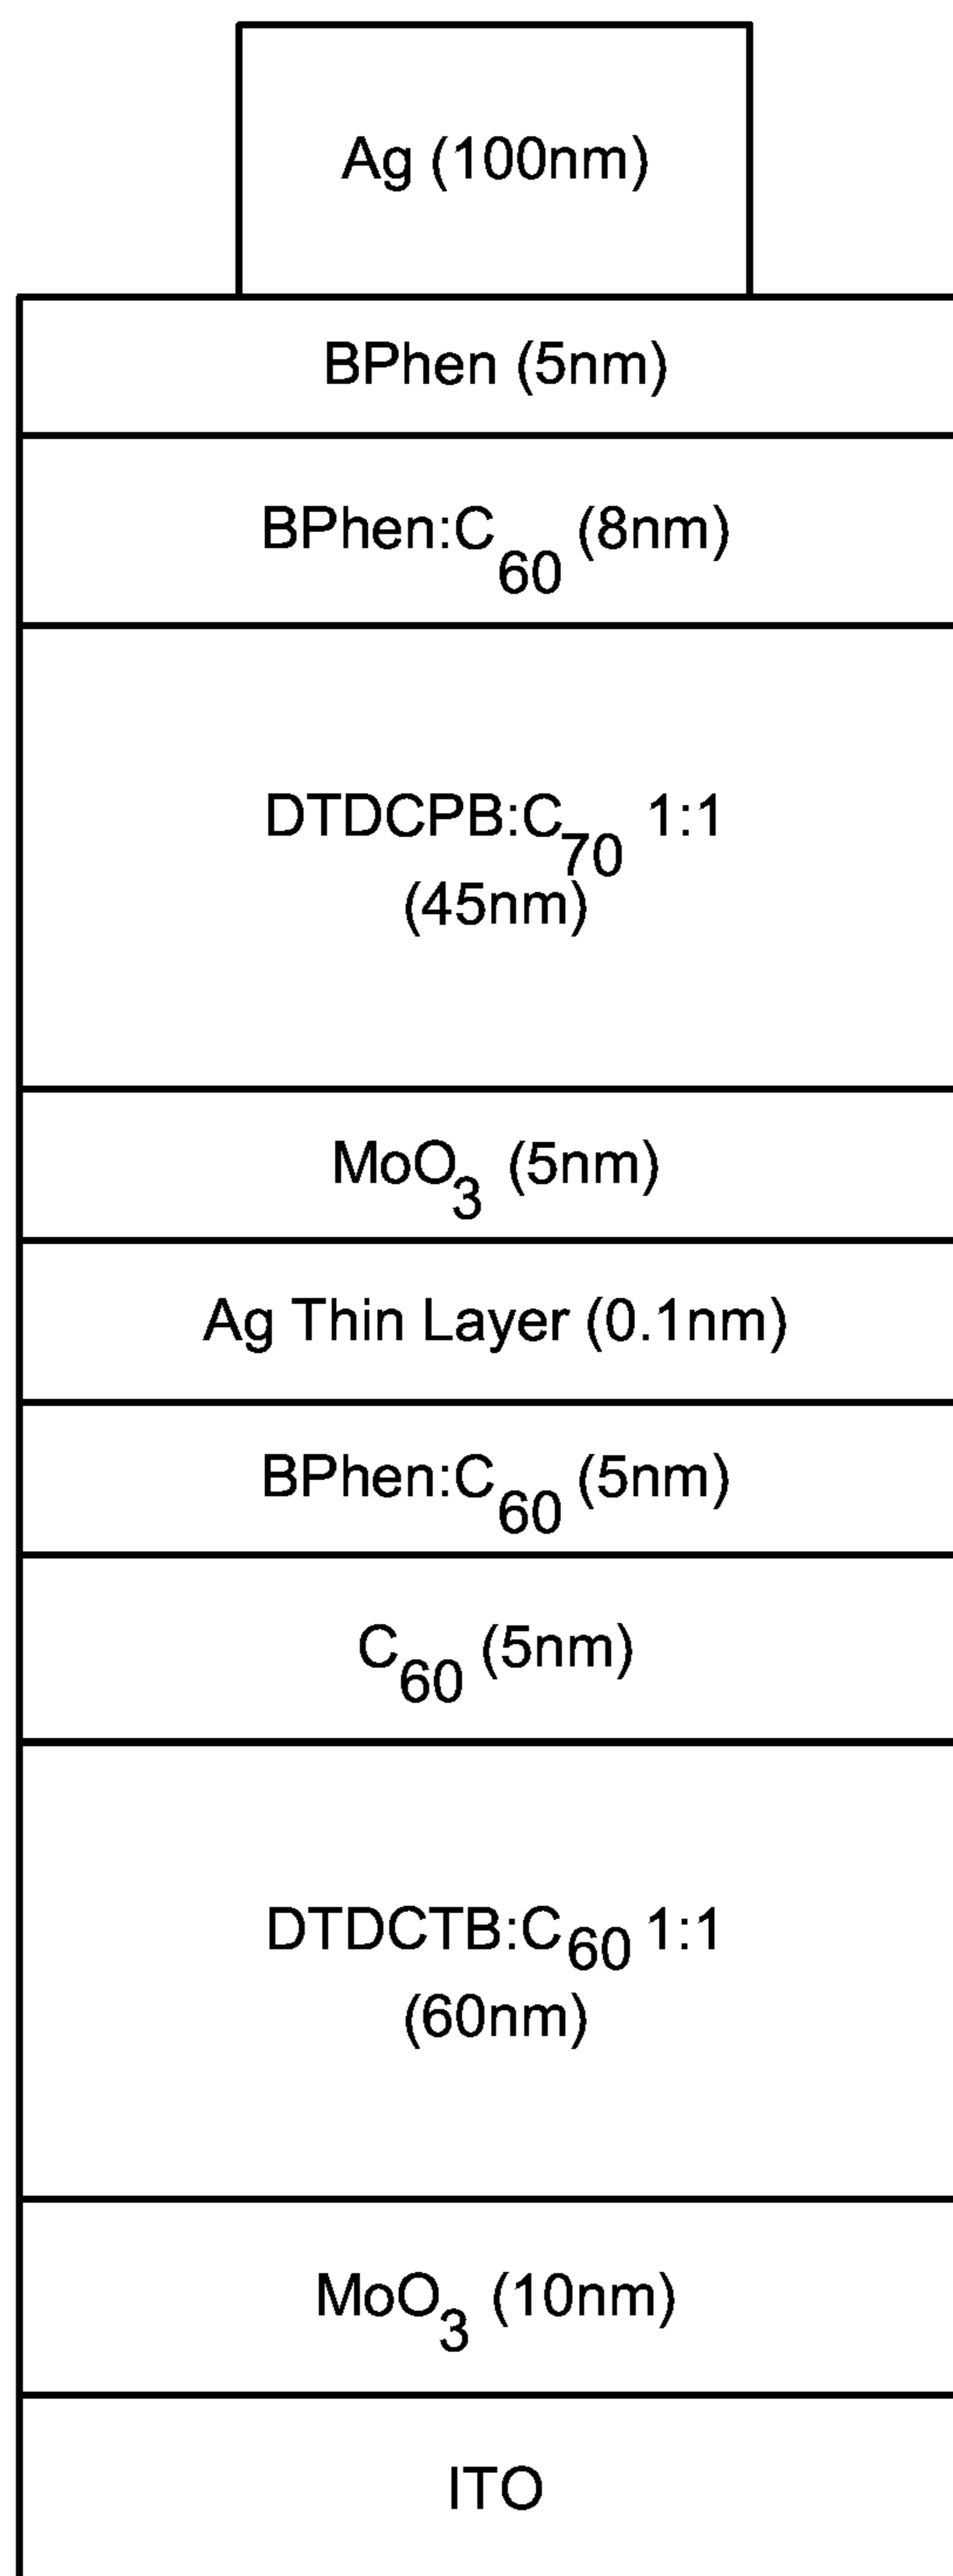 Ag (100nm)
BPhen (5nm)
BPhen:C60 (8nm)
DTDCPB:C70 1:1
(45nm)
MoO3 (5nm)
Ag Thin Layer (0.1nm)
BPhen:C60 (5nm)
C60 (5nm)
DTDCTB:C60 1:1
(60nm)
MoO3 (10nm)
ITO